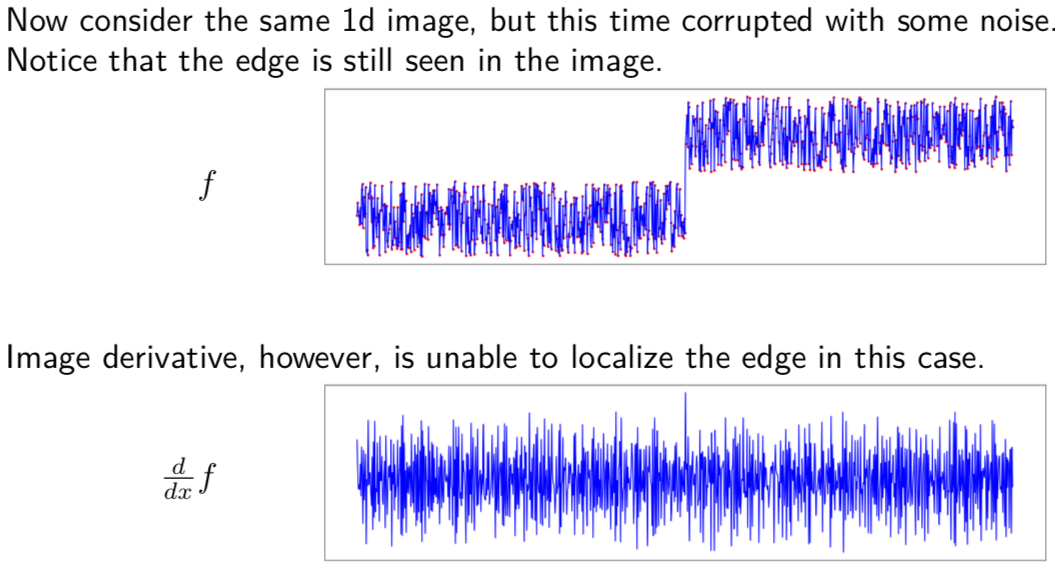 Now consider the same 1d image, but this time corrupted with some noise.
Notice that the edge is still seen in the image.
f
Image derivative, however, is unable to localize the edge in this case.
d/dx f